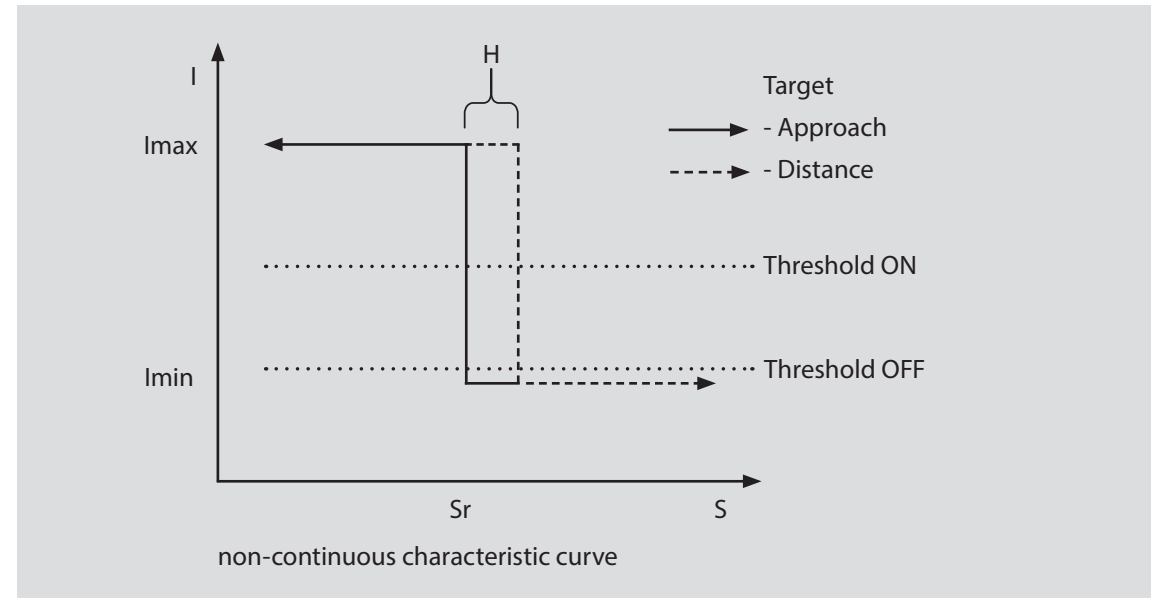 H
I
Target
- Approach
Imax
- Distance
Threshold ON
Threshold OFF
Imin
Sr
S
non-continuous characteristic curve